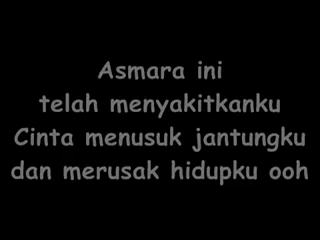 Asmara ini
telah menyakitkanku
Cinta menusuk jantungku
dan merusak hidupku ooh